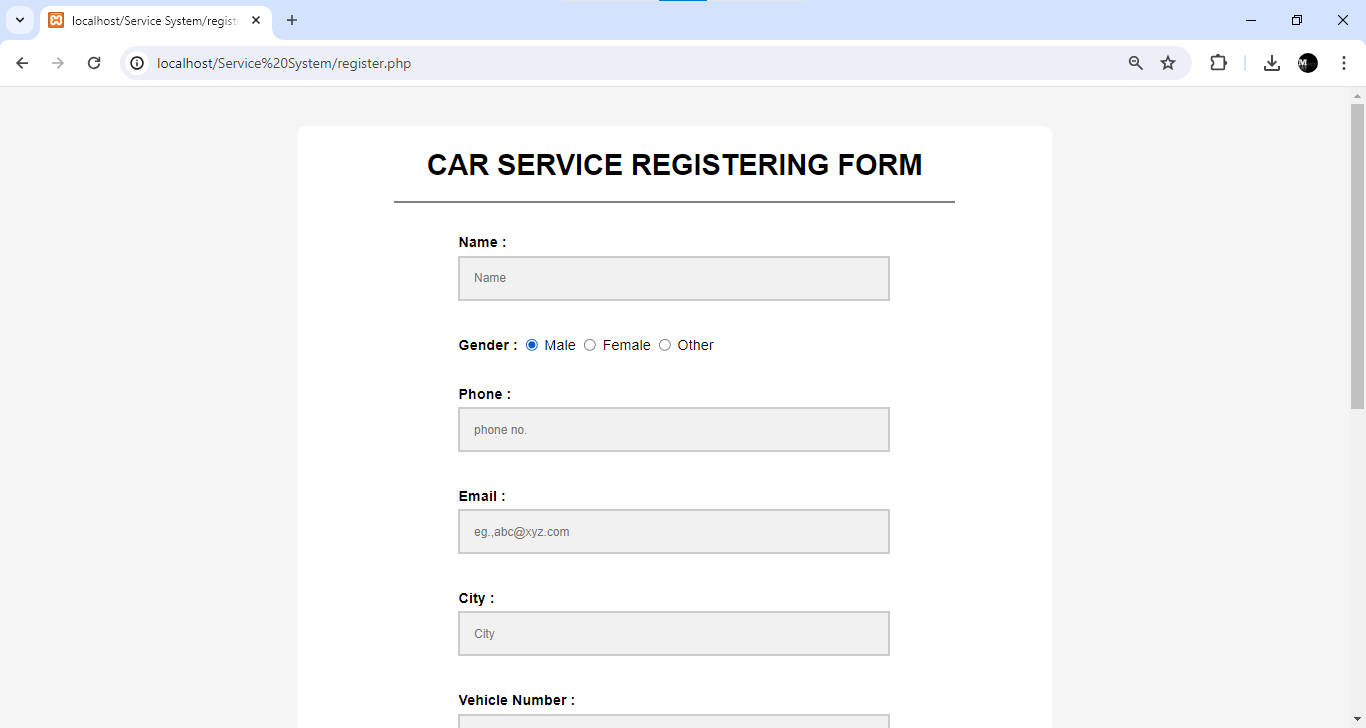 localhost/Service System/regist
localhost/Service%20System/register.php
CAR SERVICE REGISTERING FORM
Name :
Name
Gender : Male Female Other
Phone :
phone no.
Email :
eg.,abc@xyz.com
City :
City
Vehicle Number :